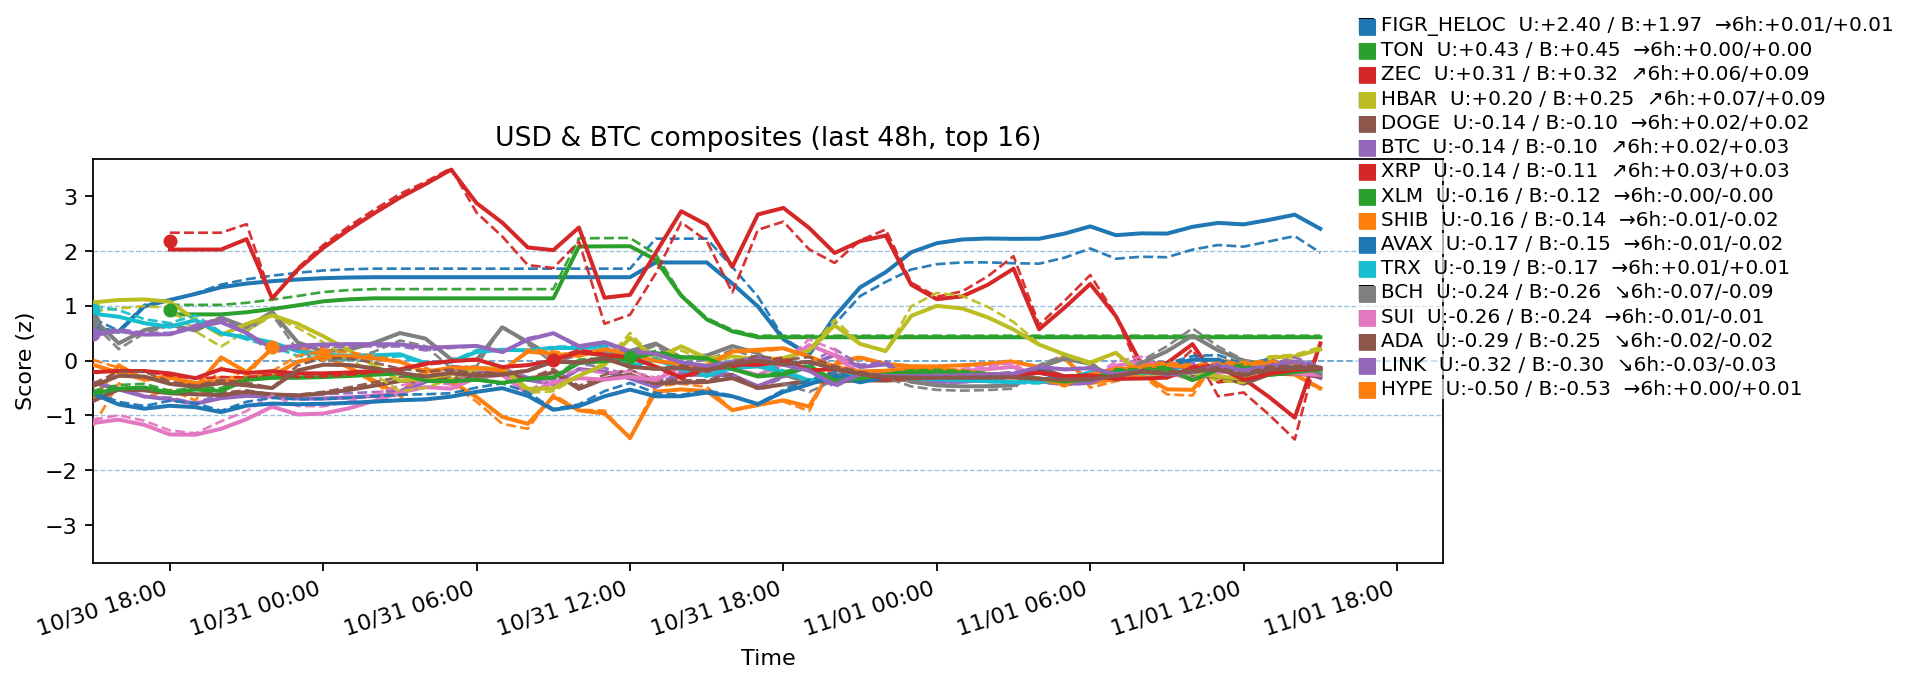 FIGR_HELOC  U:+2.40 / B:+1.97  →6h:+0.01/+0.01
TON  U:+0.43 / B:+0.45  →6h:+0.00/+0.00
ZEC  U:+0.31 / B:+0.32  ↗6h:+0.06/+0.09
HBAR  U:+0.20 / B:+0.25  ↗6h:+0.07/+0.09
DOGE  U:-0.14 / B:-0.10  →6h:+0.02/+0.02
BTC  U:-0.14 / B:-0.10  ↗6h:+0.02/+0.03
XRP  U:-0.14 / B:-0.11  ↗6h:+0.03/+0.03
XLM  U:-0.16 / B:-0.12  →6h:-0.00/-0.00
SHIB  U:-0.16 / B:-0.14  →6h:-0.01/-0.02
AVAX  U:-0.17 / B:-0.15  →6h:-0.01/-0.02
TRX  U:-0.19 / B:-0.17  →6h:+0.01/+0.01
BCH  U:-0.24 / B:-0.26  ↘6h:-0.07/-0.09
SUI  U:-0.26 / B:-0.24  →6h:-0.01/-0.01
ADA  U:-0.29 / B:-0.25  ↘6h:-0.02/-0.02
LINK  U:-0.32 / B:-0.30  ↘6h:-0.03/-0.03
HYPE  U:-0.50 / B:-0.53  →6h:+0.00/+0.01
USD & BTC composites (last 48h, top 16)
Score (z)
3
2
1
0
−1
−2
−3
10/30 18:00
10/31 00:00
10/31 06:00
10/31 12:00
10/31 18:00
11/01 00:00
11/01 06:00
11/01 12:00
11/01 18:00
Time